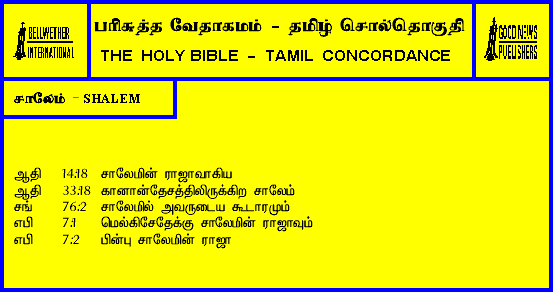 BELLWETHER
INTERNATIONAL
பரிசுத்த வேதாகமம் - தமிழ் சொல்தொகுதி
THE HOLY BIBLE - TAMIL CONCORDANCE
GOOD NEWS
PUBLISHERS
சாலேம் - SHALEM
ஆதி 14:18 சாலேமின் ராஜாவாகிய
ஆதி 33:18 கானான்தேசத்திலிருக்கிற சாலேம்
சங் 76:2 சாலேமில் அவருடைய கூடாரமும்
எபி 7:1 மெல்கிசேதேக்கு சாலேமின் ராஜாவும்
எபி 7:2 பின்பு சாலேமின் ராஜா